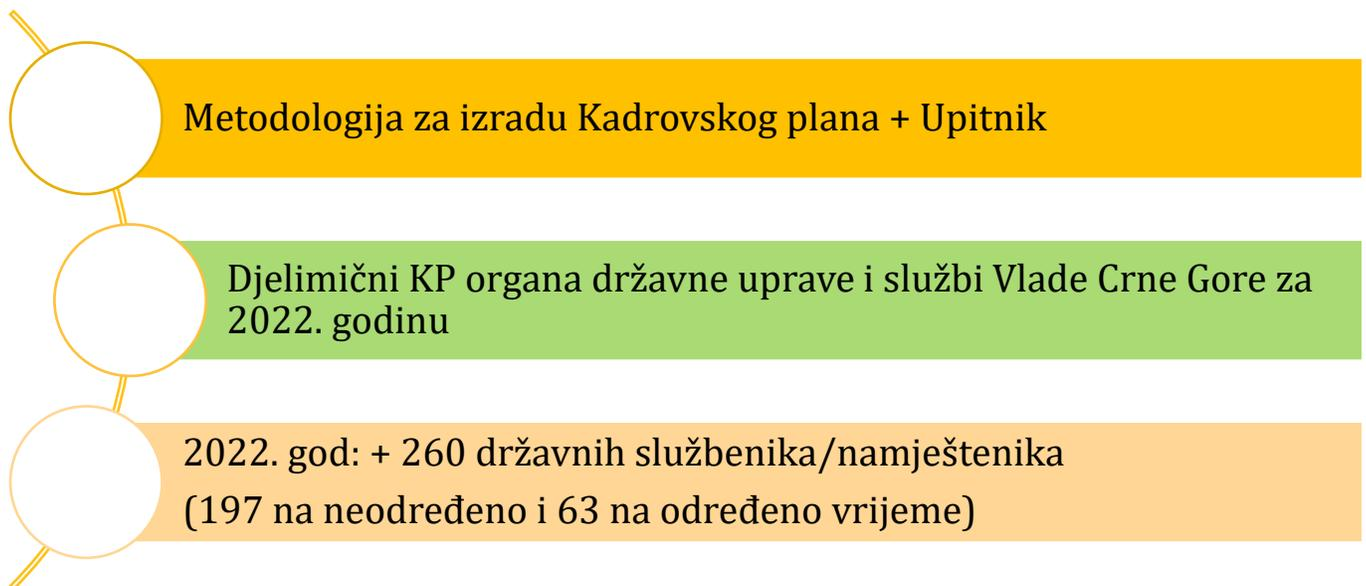 Metodologija za izradu Kadrovskog plana + Upitnik
Djelimični KP organa državne uprave i službi Vlade Crne Gore za
2022. godinu
2022. god: + 260 državnih službenika/namještenika
(197 na neodređeno i 63 na određeno vrijeme)